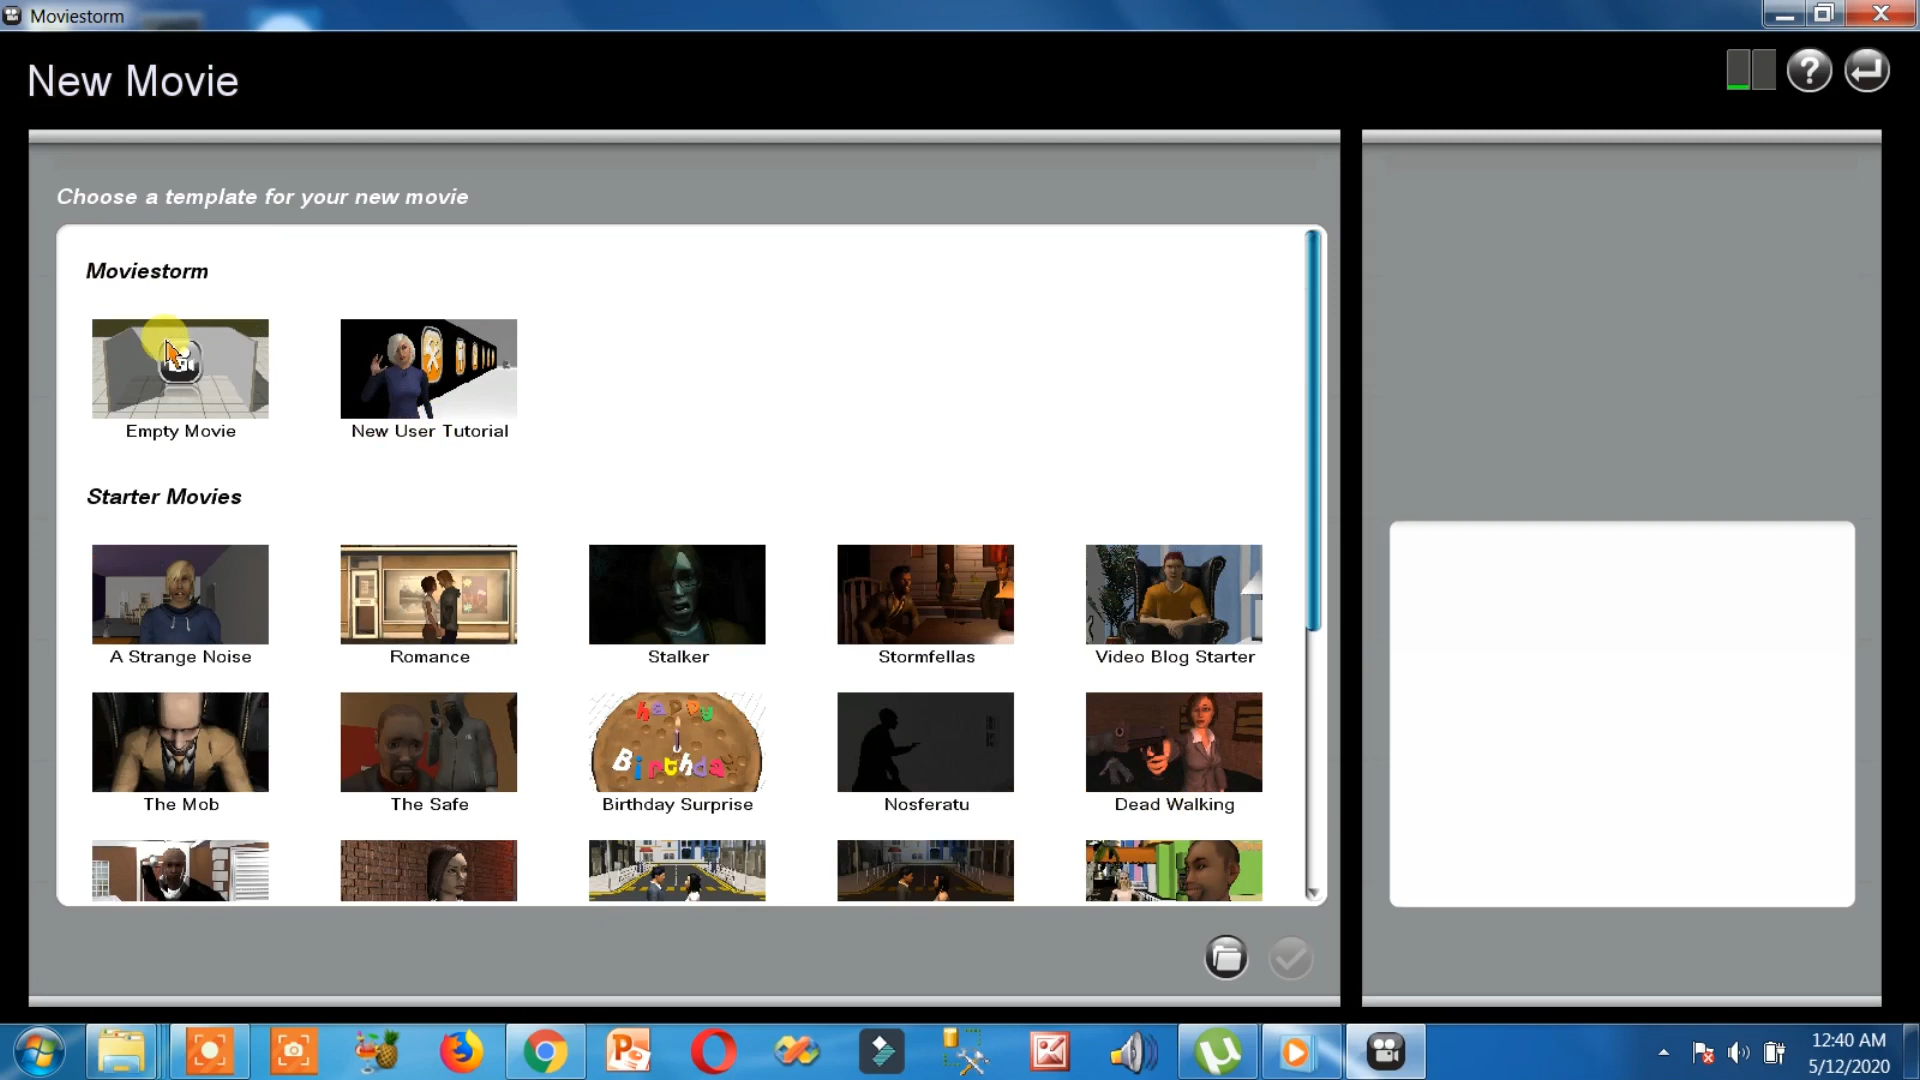 Moviestorm
New Movie
Choose a template for your new movie
Moviestorm
Empty Movie
New User Tutorial
Starter Movies
A Strange Noise
Romance
Stalker
Stormfellas
Video Blog Starter
happy
Birthday
The Mob
The Safe
Birthday Surprise
Nosferatu
Dead Walking
12:40 AM
5/12/2020